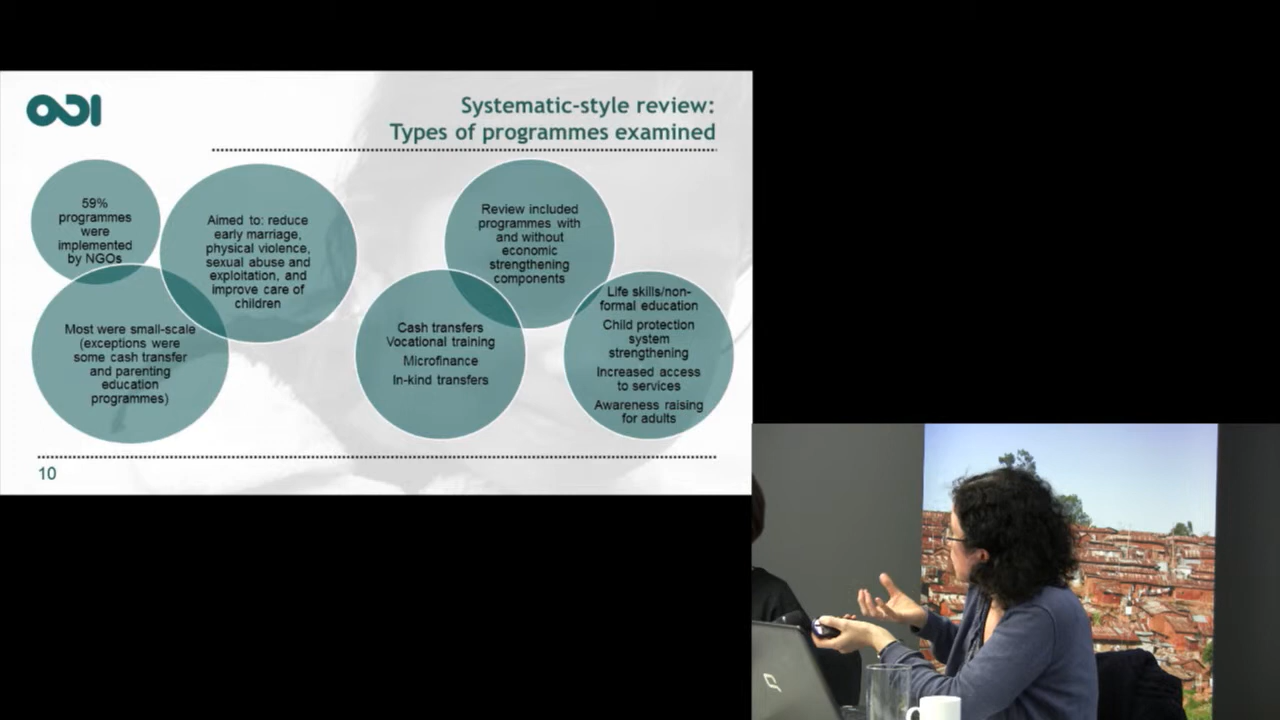 ODI
Systematic-style review:
Types of programmes examined
59%
programmes
were
implemented
by NGOs
Aimed to: reduce
early marriage,
physical violence,
sexual abuse and
exploitation, and
improve care of
children
Most were small-scale
(exceptions were
some cash transfer
and parenting
education
programmes)
Review included
programmes with
and without
economic
strengthening
components
Cash transfers
Vocational training
Microfinance
In-kind transfers
Life skills/non-
formal education
Child protection
system
strengthening
Increased access
to services
Awareness raising
for adults
10